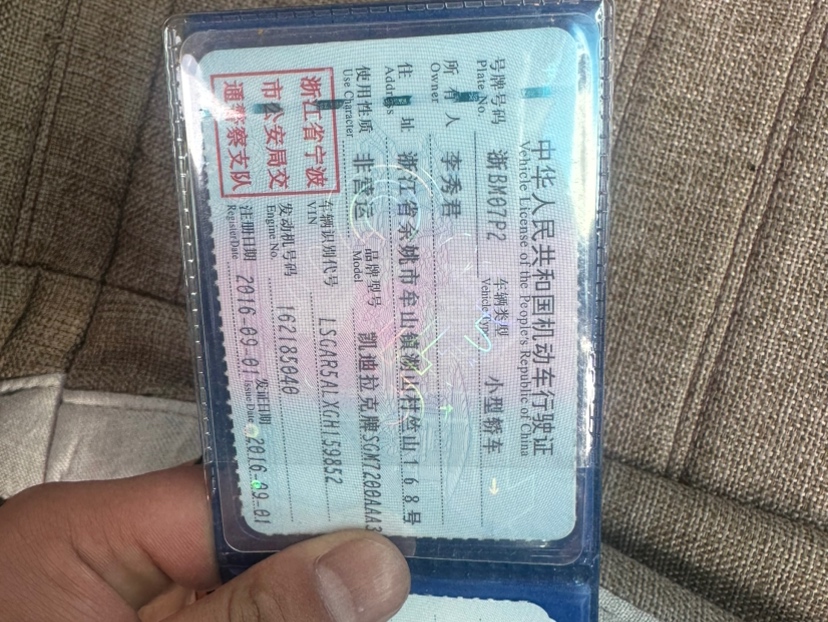 中华人民共和国机动车行驶证
Vehicle License of the People's Republic of China
号牌号码 浙BM07P2 车辆类型 小型轿车
Plate No. Vehicle Type
所有人 李秀君
Owner
住址 浙江省余姚市牟山镇湖山村竺山168号
Address
使用性质 非营运 品牌型号 凯迪拉克牌SGM7200AAA3
Use Character Model
浙江省宁波
市公安局交
通警察支队
车辆识别代号 LSGAR5ALXGH159852
VIN
发动机号码 162185040
Engine No.
注册日期 2016-09-01 发证日期 2016-09-01
Register Date Issue Date